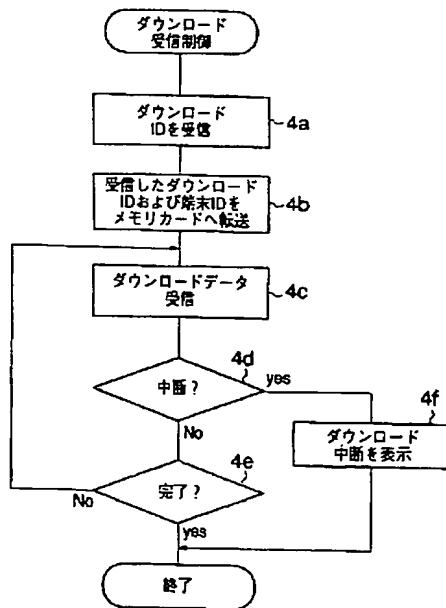 ダウンロード
受信制御
ダウンロード
IDを受信
4a
受信したダウンロード
IDおよび端末IDを
メモリカードへ転送
4b
ダウンロードデータ
受信
4c
4d
中断?
yes
No
4f
ダウンロード
中断を表示
4e
完了?
No
yes
終了